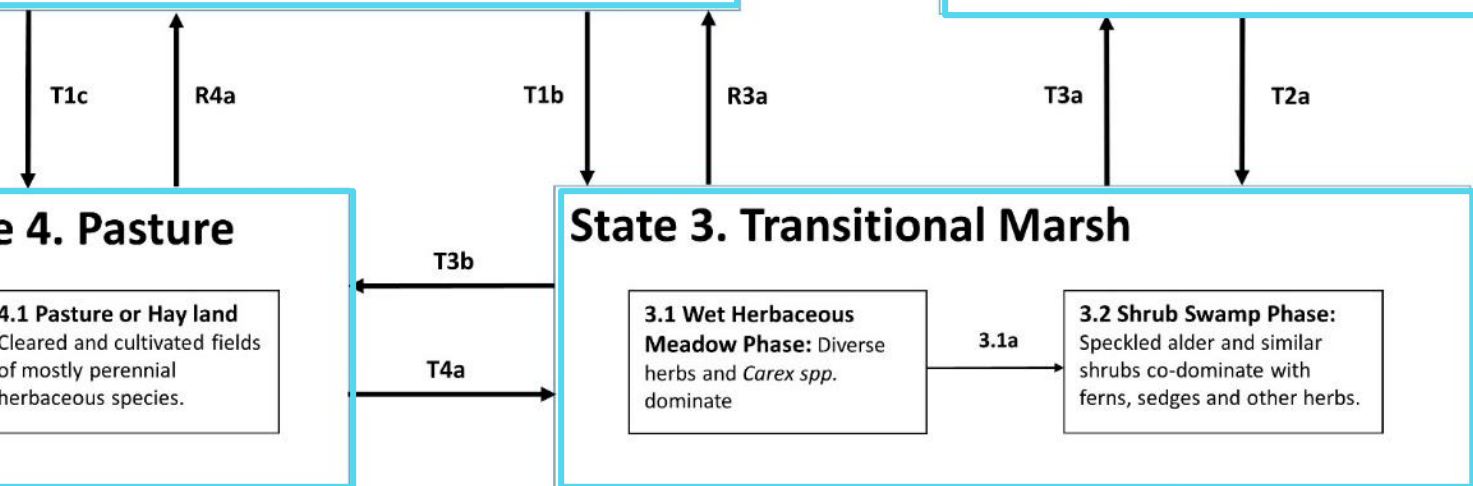 T1c
R4a
T1b
R3a
T3a
T2a
e 4. Pasture
4.1 Pasture or Hay land
Cleared and cultivated fields
of mostly perennial
herbaceous species.
T3b
T4a
State 3. Transitional Marsh
3.1 Wet Herbaceous
Meadow Phase: Diverse
herbs and Carex spp.
dominate
3.1a
3.2 Shrub Swamp Phase:
Speckled alder and similar
shrubs co-dominate with
ferns, sedges and other herbs.